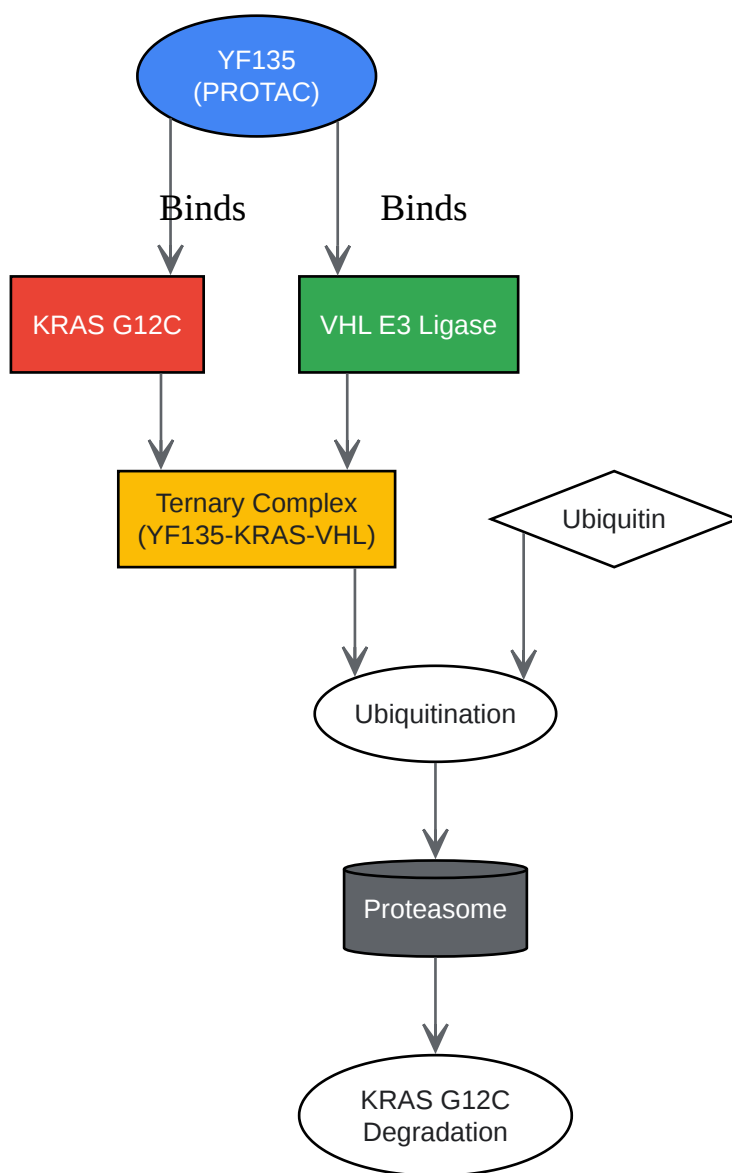 YF135
(PROTAC)
Binds
Binds
KRAS G12C
VHL E3 Ligase
Ternary Complex
(YF135-KRAS-VHL)
Ubiquitin
Ubiquitination
Proteasome
KRAS G12C
Degradation